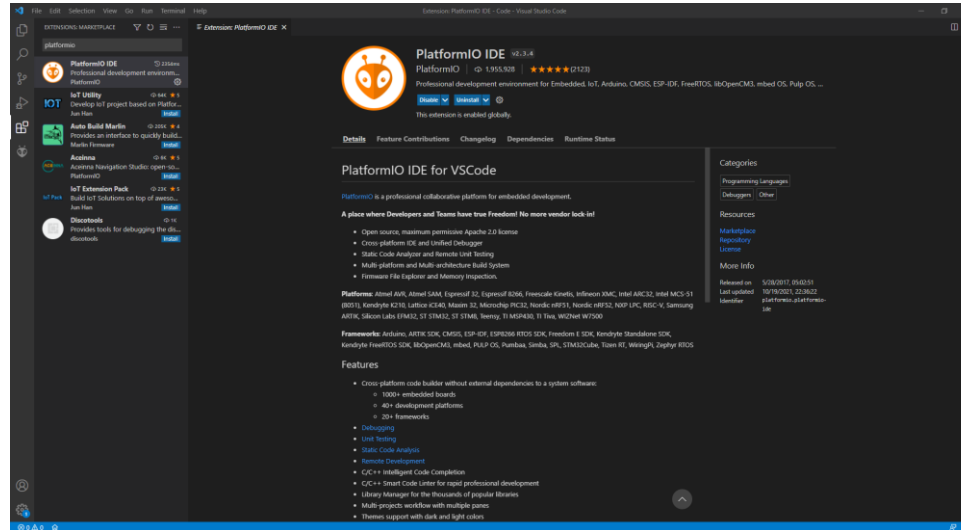 File Edit Selection View Go Run Terminal Help
Extension: PlatformIO IDE - Code - Visual Studio Code
EXTENSIONS: MARKETPLACE
platformio
PlatformIO IDE
Professional development environm...
PlatformIO
IoT Utility 64K 5
Develop IoT project based on Platfor...
Jun Han Install
Auto Build Marlin 4
Provides an interface to quickly build...
Marlin Firmware Install
Aceinna 5
Aceinna Navigation Studio: open-so...
PlatformIO Install
IoT Extension Pack 23K 5
Build IoT Solutions on top of aweso...
Jun Han Install
Discotools 1K
Provides tools for debugging the dis...
discotools Install
Extension: PlatformIO IDE
PlatformIO IDE v2.3.4
PlatformIO 1,955,928 (2123)
Professional development environment for Embedded, IoT, Arduino, CMSIS, ESP-IDF, FreeRTOS, libOpenCM3, mbed OS, Pulp OS, ...
Disable Uninstall
This extension is enabled globally.
Details Feature Contributions Changelog Dependencies Runtime Status
PlatformIO IDE for VSCode
PlatformIO is a professional collaborative platform for embedded development.
A place where Developers and Teams have true Freedom! No more vendor lock-in!
• Open source, maximum permissive Apache 2.0 license
• Cross-platform IDE and Unified Debugger
• Static Code Analyzer and Remote Unit Testing
• Multi-platform and Multi-architecture Build System
• Firmware File Explorer and Memory Inspection.
Platforms: Atmel AVR, Atmel SAM, Espressif 32, Espressif 8266, Freescale Kinetis, Infineon XMC, Intel ARC32, Intel MCS-51
(8051), Kendryte K210, Lattice iCE40, Maxim 32, Microchip PIC32, Nordic nRF51, Nordic nRF52, NXP LPC, RISC-V, Samsung
ARTIK, Silicon Labs EFM32, ST STM32, ST STM8, Teensy, TI MSP430, TI Tiva, WIZNet W7500
Frameworks: Arduino, ARTIK SDK, CMSIS, ESP-IDF, ESP8266 RTOS SDK, Freedom E SDK, Kendryte Standalone SDK,
Kendryte FreeRTOS SDK, libOpenCM3, mbed, PULP OS, Pumbaa, Simba, SPL, STM32Cube, Tizen RT, WiringPi, Zephyr RTOS
Features
• Cross-platform code builder without external dependencies to a system software:
1000+ embedded boards
40+ development platforms
20+ frameworks
• Debugging
• Unit Testing
• Static Code Analysis
• Remote Development
• C/C++ Intelligent Code Completion
• C/C++ Smart Code Linter for rapid professional development
• Library Manager for the thousands of popular libraries
• Multi-projects workflow with multiple panes
• Themes support with dark and light colors
Categories
Programming Languages
Debuggers Other
Resources
Marketplace
Repository
License
More Info
Released on 5/28/2017, 05:02:51
Last updated 10/19/2021, 22:36:22
Identifier platformio.platformio-
ide
0 0